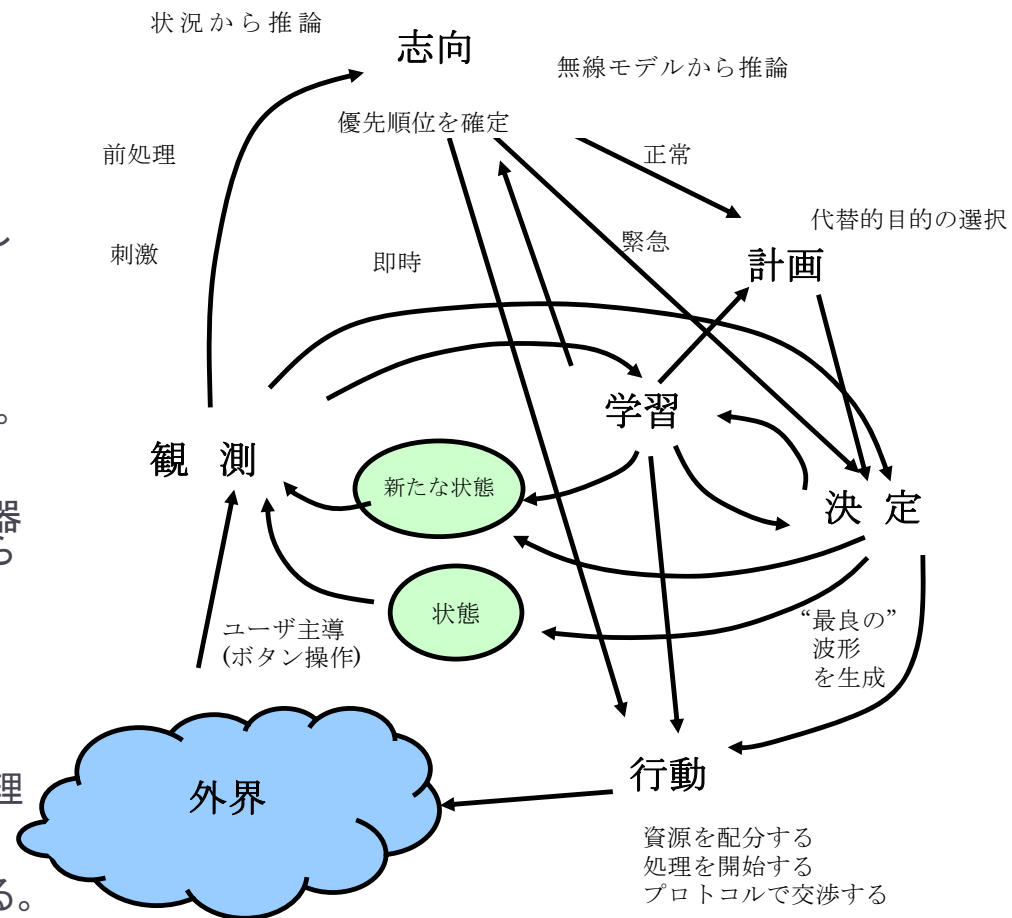 状況から推論
志向
無線モデルから推論
優先順位を確定
前処理
正常
代替的目的の選択
刺激
即時
緊急
計画
し
。
学習
観 測
新たな状態
決 定
器
ら
状態
ユーザ主導
(ボタン操作)
“最良の”
波形
を生成
理
外界
行動
資源を配分する
処理を開始する
プロトコルで交渉する
る。